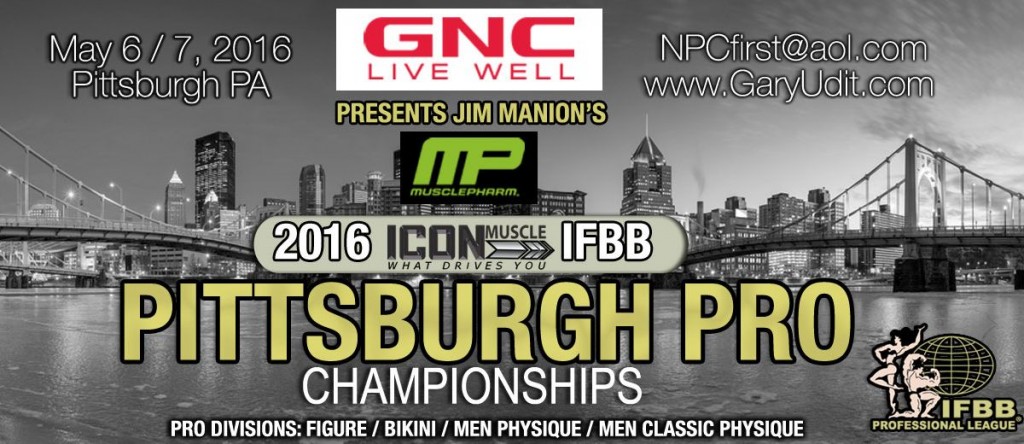 May 6 / 7, 2016
Pittsburgh PA
GNC
LIVE WELL
NPCfirst@aol.com
www.GaryUdit.com
PRESENTS JIM MANION'S
MP
MUSCLEPHARM®
2016 ICON MUSCLE IFBB
WHAT DRIVES YOU
PITTSBURGH PRO
CHAMPIONSHIPS
IFBB
PROFESSIONAL LEAGUE
PRO DIVISIONS: FIGURE / BIKINI / MEN PHYSIQUE / MEN CLASSIC PHYSIQUE